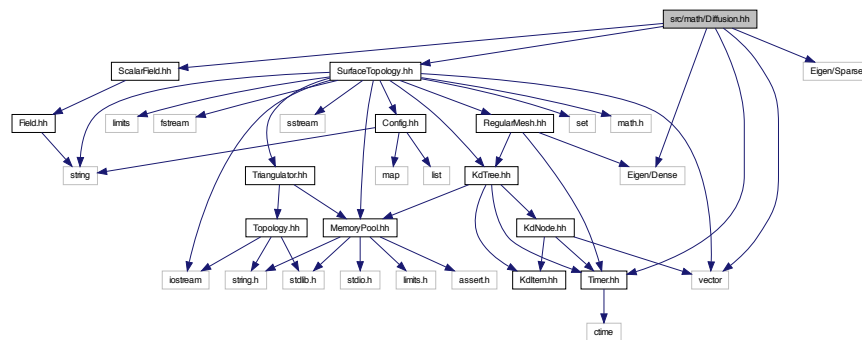 src/math/Diffusion.hh
ScalarField.hh
SurfaceTopology.hh
Eigen/Sparse
Field.hh
limits
fstream
sstream
Config.hh
RegularMesh.hh
set
math.h
string
Triangulator.hh
map
list
KdTree.hh
Eigen/Dense
Topology.hh
MemoryPool.hh
KdNode.hh
iostream
string.h
stdlib.h
stdio.h
limits.h
assert.h
KdItem.hh
Timer.hh
vector
ctime